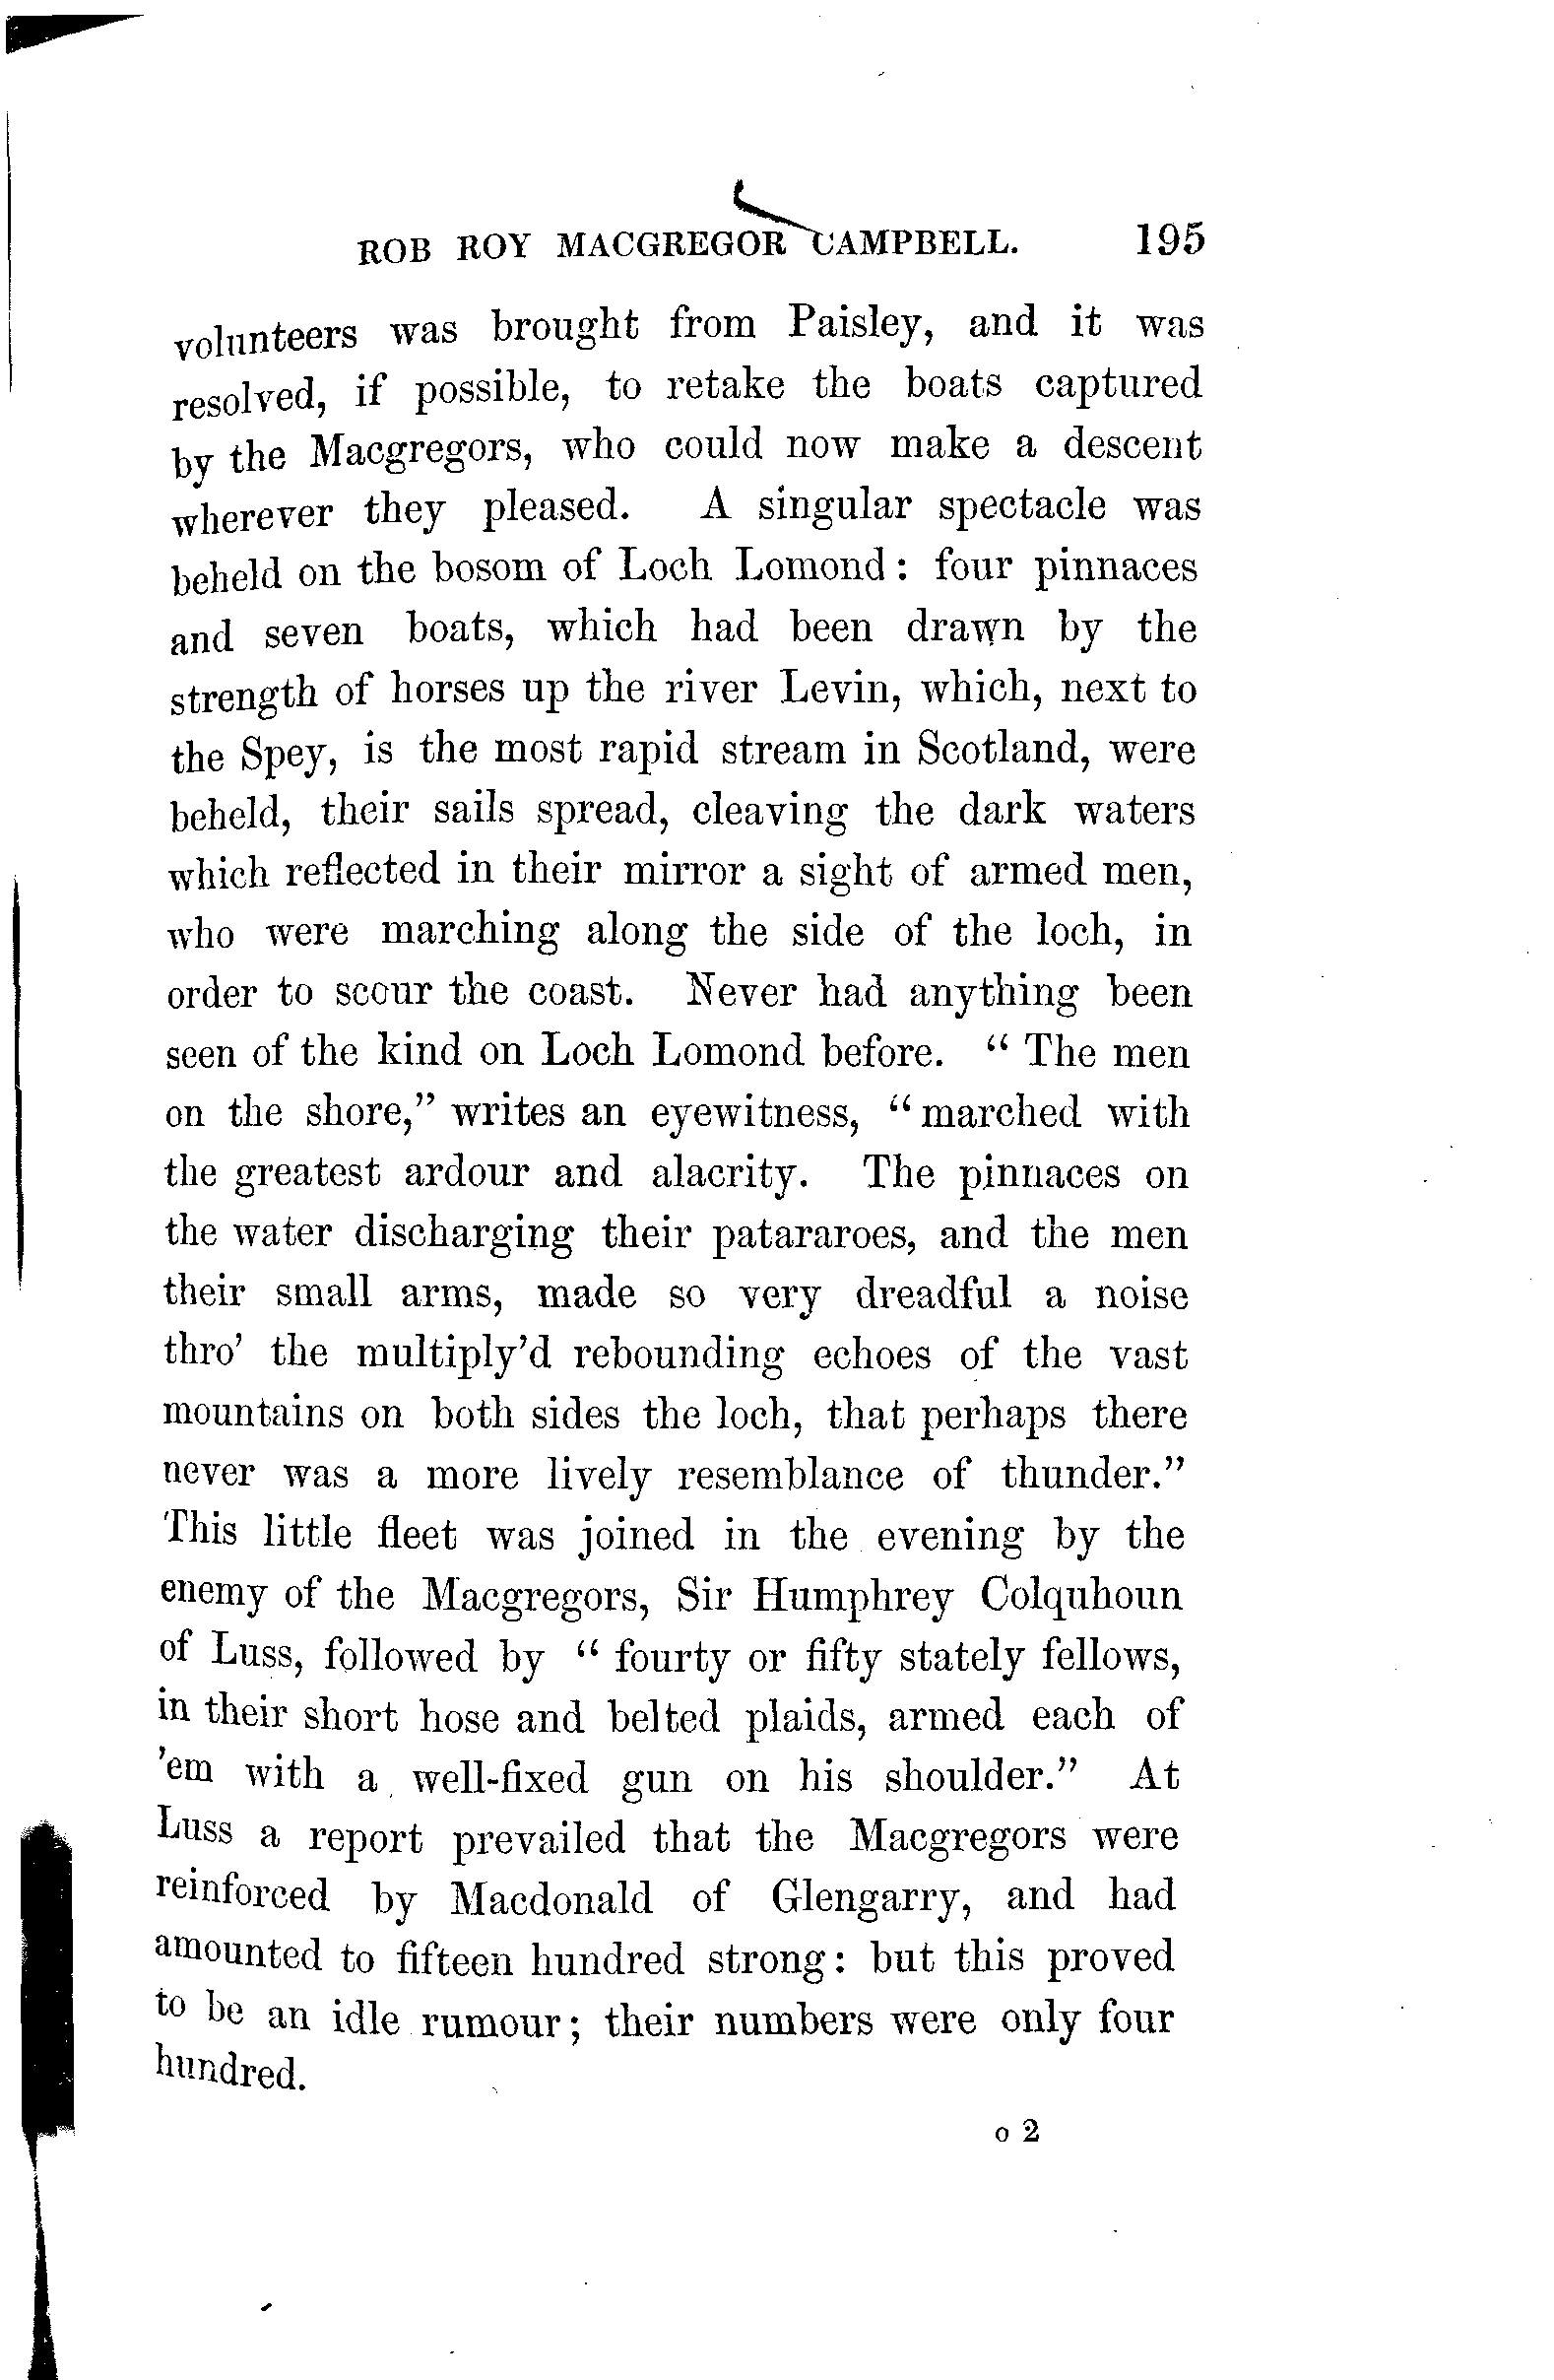 ROB ROY MACGREGOR CAMPBELL. 195
volunteers was brought from Paisley, and it was
resolved, if possible, to retake the boats captured
by the Macgregors, who could now make a descent
wherever they pleased. A singular spectacle was
beheld on the bosom of Loch Lomond: four pinnaces
and seven boats, which had been drawn by the
strength of horses up the river Levin, which, next to
the Spey, is the most rapid stream in Scotland, were
beheld, their sails spread, cleaving the dark waters
which reflected in their mirror a sight of armed men,
who were marching along the side of the loch, in
order to scour the coast. Never had anything been
seen of the kind on Loch Lomond before. "The men
on the shore," writes an eyewitness, "marched with
the greatest ardour and alacrity. The pinnaces on
the water discharging their patararoes, and the men
their small arms, made so very dreadful a noise
thro' the multiply'd rebounding echoes of the vast
mountains on both sides the loch, that perhaps there
never was a more lively resemblance of thunder."
This little fleet was joined in the evening by the
enemy of the Macgregors, Sir Humphrey Colquhoun
of Luss, followed by "fourty or fifty stately fellows,
in their short hose and belted plaids, armed each of
'em with a well-fixed gun on his shoulder." At
Luss a report prevailed that the Macgregors were
reinforced by Macdonald of Glengarry, and had
amounted to fifteen hundred strong: but this proved
to be an idle rumour; their numbers were only four
hundred.
o 2